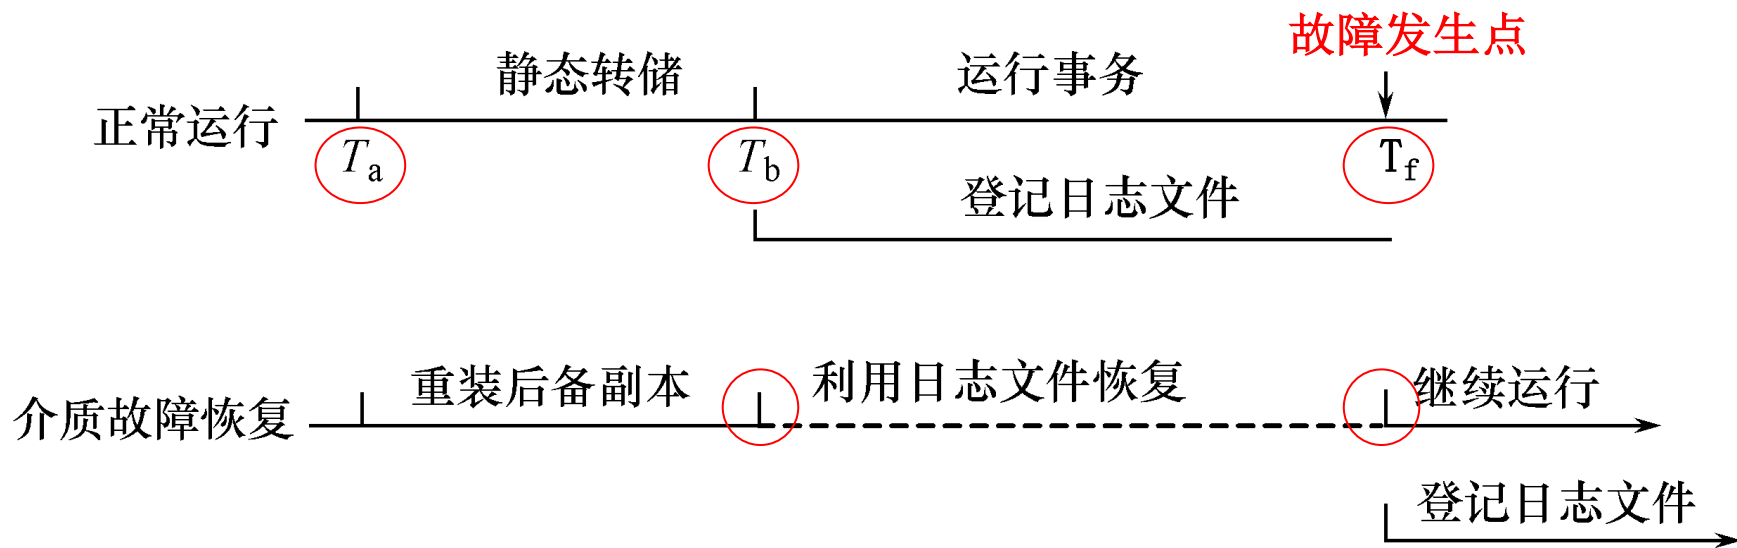 故障发生点
静态转储 运行事务
正常运行
Ta Tb Tf
登记日志文件
重装后备副本 利用日志文件恢复 继续运行
介质故障恢复
登记日志文件